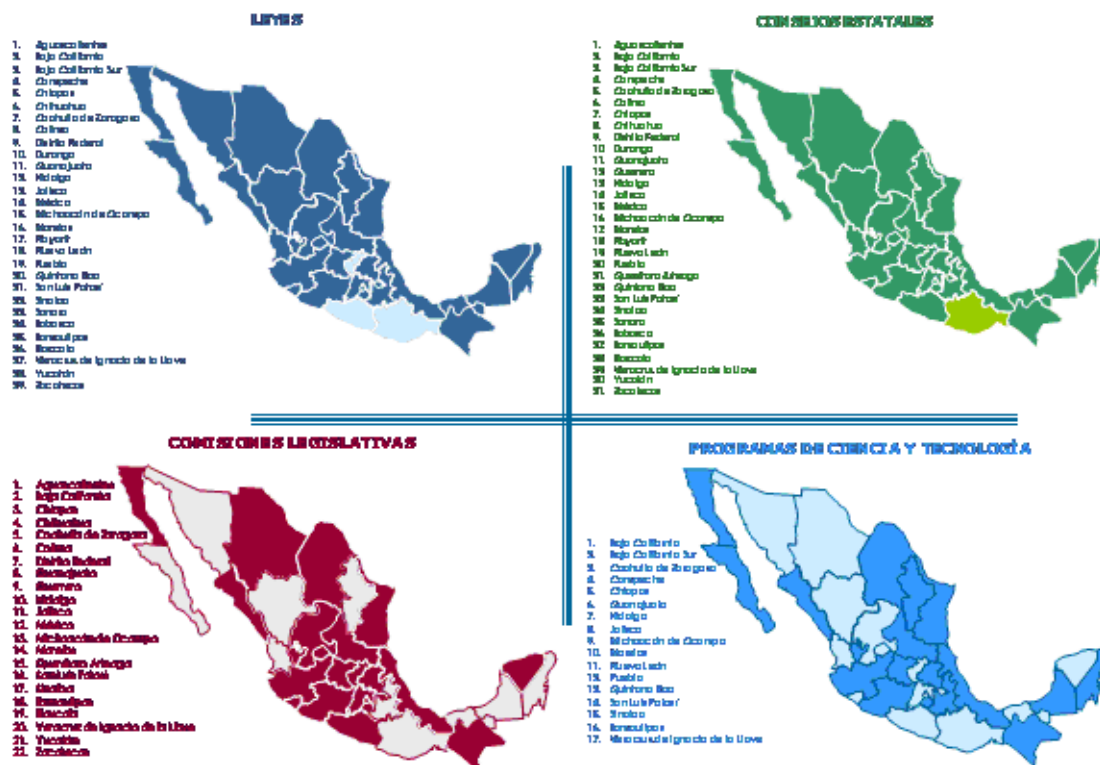 LEYES
1. Aguascalientes
2. Baja California
3. Baja California Sur
4. Campeche
5. Chiapas
6. Chihuahua
7. Coahuila de Zaragoza
8. Colima
9. Distrito Federal
10. Durango
11. Guanajuato
12. Hidalgo
13. Jalisco
14. México
15. Michoacán de Ocampo
16. Morelos
17. Nayarit
18. Nuevo León
19. Puebla
20. Quintana Roo
21. San Luis Potosí
22. Sinaloa
23. Sonora
24. Tabasco
25. Tamaulipas
26. Tlaxcala
27. Veracruz de Ignacio de la Llave
28. Yucatán
29. Zacatecas
CONSEJOS ESTATALES
1. Aguascalientes
2. Baja California
3. Baja California Sur
4. Campeche
5. Coahuila de Zaragoza
6. Colima
7. Chiapas
8. Chihuahua
9. Distrito Federal
10. Durango
11. Guanajuato
12. Guerrero
13. Hidalgo
14. Jalisco
15. México
16. Michoacán de Ocampo
17. Morelos
18. Nayarit
19. Nuevo León
20. Puebla
21. Querétaro Arteaga
22. Quintana Roo
23. San Luis Potosí
24. Sinaloa
25. Sonora
26. Tabasco
27. Tamaulipas
28. Tlaxcala
29. Veracruz de Ignacio de la Llave
30. Yucatán
31. Zacatecas
COMISIONES LEGISLATIVAS
1. Aguascalientes
2. Baja California
3. Chiapas
4. Chihuahua
5. Coahuila de Zaragoza
6. Colima
7. Distrito Federal
8. Guanajuato
9. Guerrero
10. Hidalgo
11. Jalisco
12. México
13. Michoacán de Ocampo
14. Morelos
15. Querétaro Arteaga
16. San Luis Potosí
17. Sinaloa
18. Tamaulipas
19. Tlaxcala
20. Veracruz de Ignacio de la Llave
21. Yucatán
22. Zacatecas
PROGRAMAS DE CIENCIA Y TECNOLOGÍA
1. Baja California
2. Baja California Sur
3. Coahuila de Zaragoza
4. Campeche
5. Chiapas
6. Guanajuato
7. Hidalgo
8. Jalisco
9. Michoacán de Ocampo
10. Morelos
11. Nuevo León
12. Puebla
13. Quintana Roo
14. San Luis Potosí
15. Sinaloa
16. Tamaulipas
17. Veracruz de Ignacio de la Llave